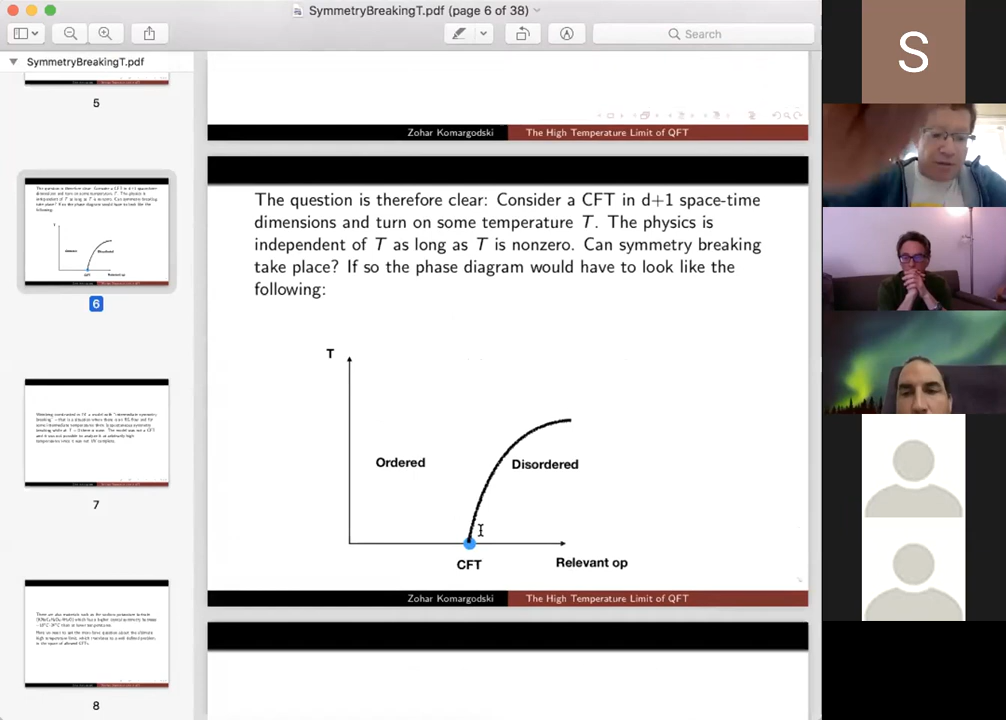 SymmetryBreakingT.pdf (page 6 of 38)
Search
SymmetryBreakingT.pdf
5
6
7
8
Zohar Komargodski The High Temperature Limit of QFT
The question is therefore clear: Consider a CFT in d+1 space-time
dimensions and turn on some temperature T. The physics is
independent of T as long as T is nonzero. Can symmetry breaking
take place? If so the phase diagram would have to look like the
following:
T
Ordered
Disordered
CFT
Relevant op
Zohar Komargodski The High Temperature Limit of QFT
S